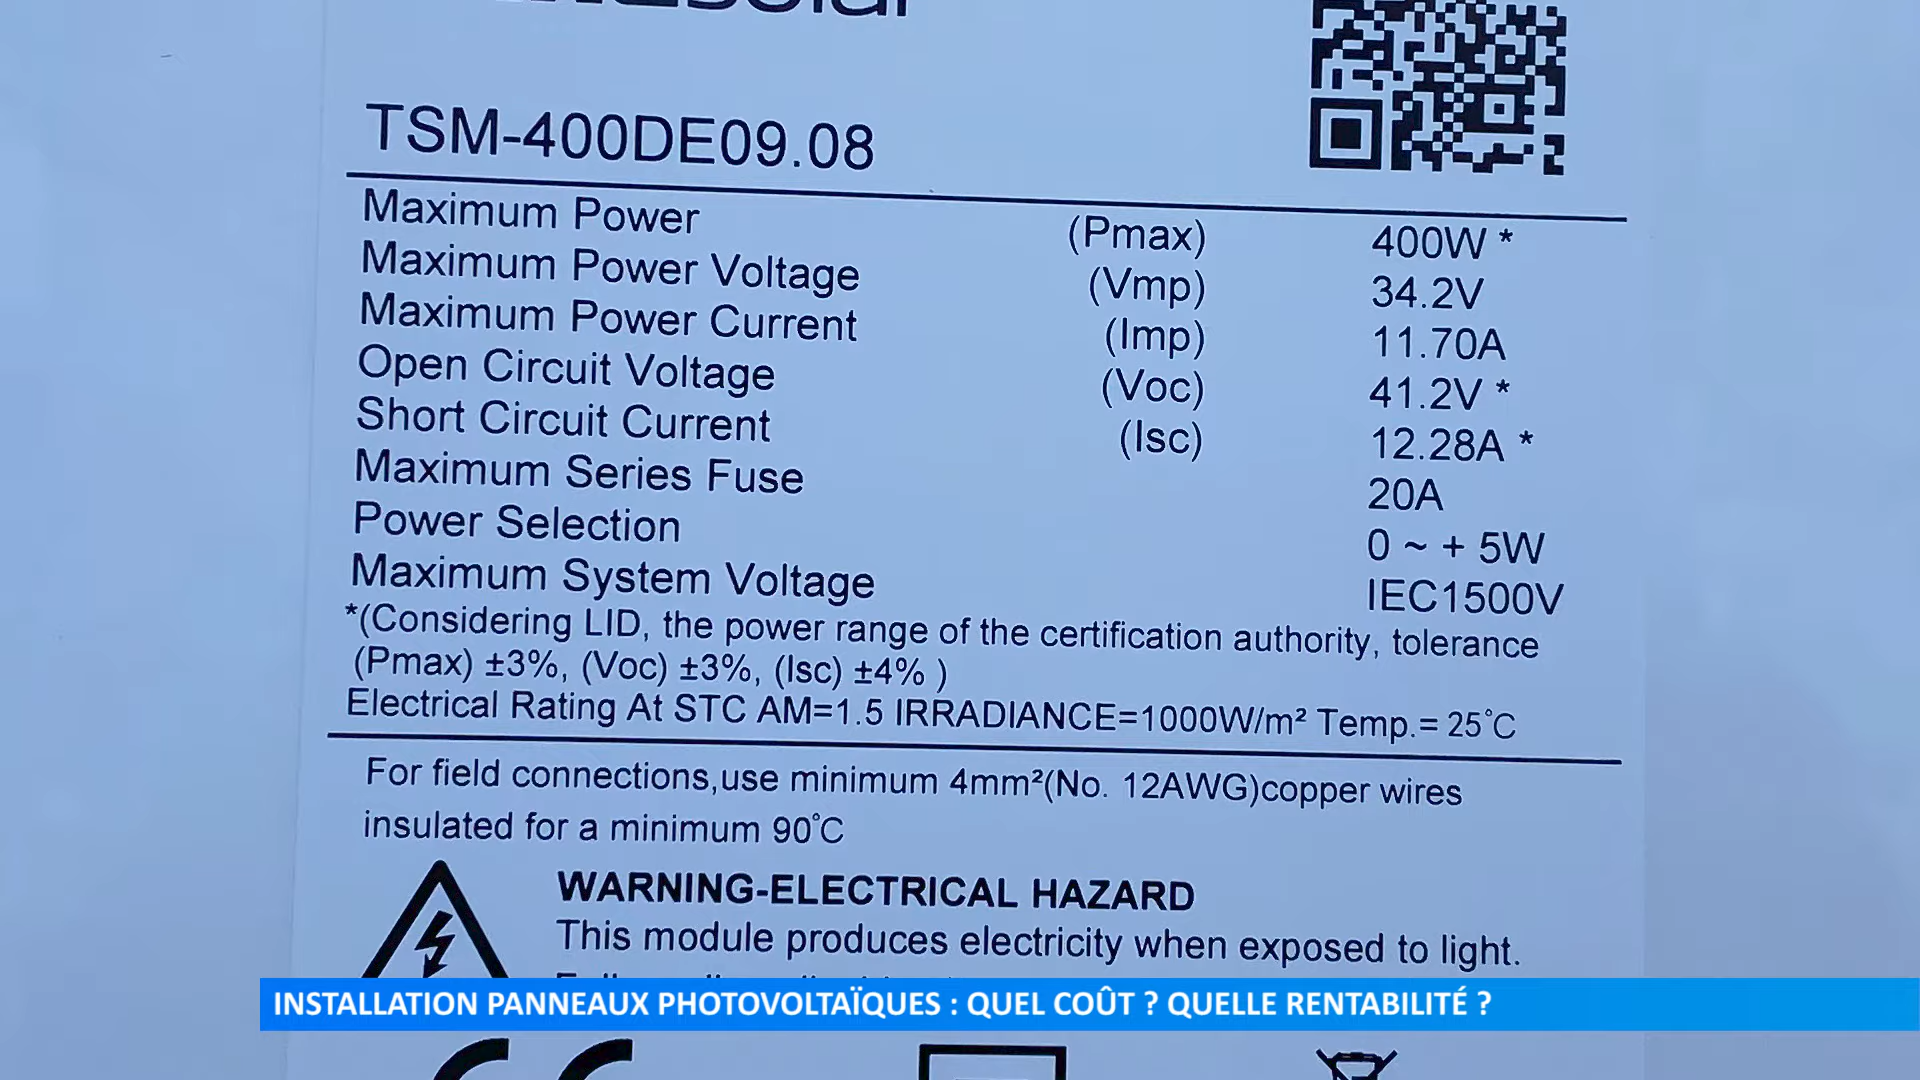 TSM-400DE09.08
Maximum Power (Pmax) 400W *
Maximum Power Voltage (Vmp) 34.2V
Maximum Power Current (Imp) 11.70A
Open Circuit Voltage (Voc) 41.2V *
Short Circuit Current (Isc) 12.28A *
Maximum Series Fuse 20A
Power Selection 0 ~ + 5W
Maximum System Voltage IEC1500V
*(Considering LID, the power range of the certification authority, tolerance
(Pmax) ±3%, (Voc) ±3%, (Isc) ±4% )
Electrical Rating At STC AM=1.5 IRRADIANCE=1000W/m² Temp.= 25℃
For field connections,use minimum 4mm²(No. 12AWG)copper wires
insulated for a minimum 90℃
WARNING-ELECTRICAL HAZARD
This module produces electricity when exposed to light.
INSTALLATION PANNEAUX PHOTOVOLTAÏQUES : QUEL COÛT ? QUELLE RENTABILITÉ ?